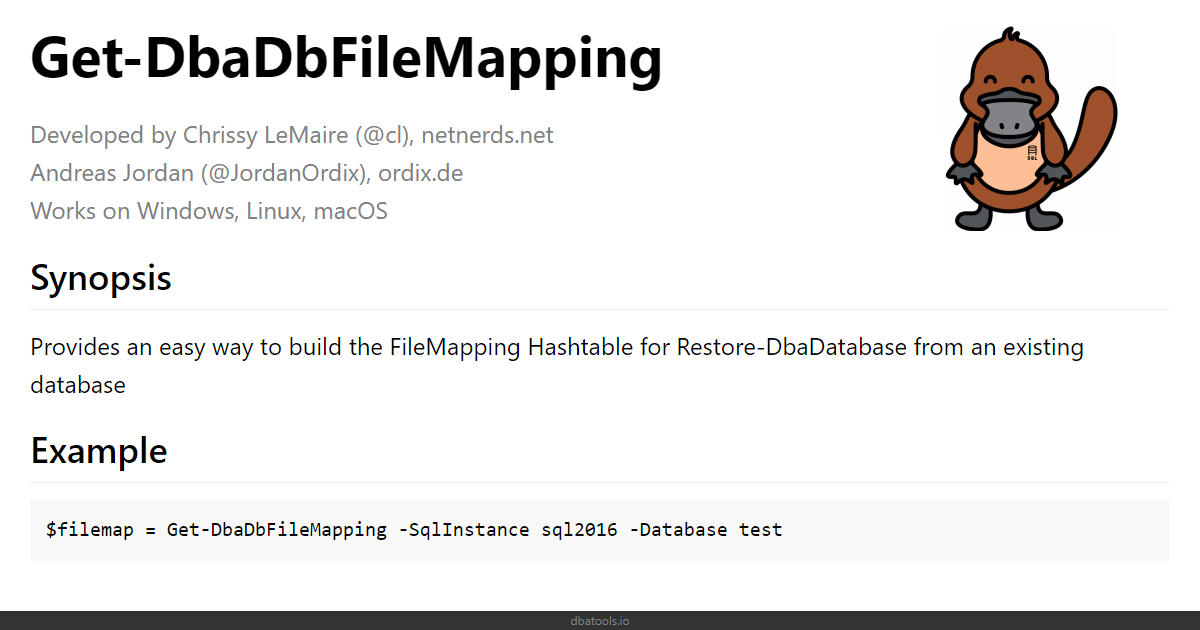 Get-DbaDbFileMapping
Developed by Chrissy LeMaire (@cl), netnerds.net
Andreas Jordan (@JordanOrdix), ordix.de
Works on Windows, Linux, macOS
SQL
Synopsis
Provides an easy way to build the FileMapping Hashtable for Restore-DbaDatabase from an existing
database
Example
$filemap = Get-DbaDbFileMapping -SqlInstance sql2016 -Database test
dbatools.io